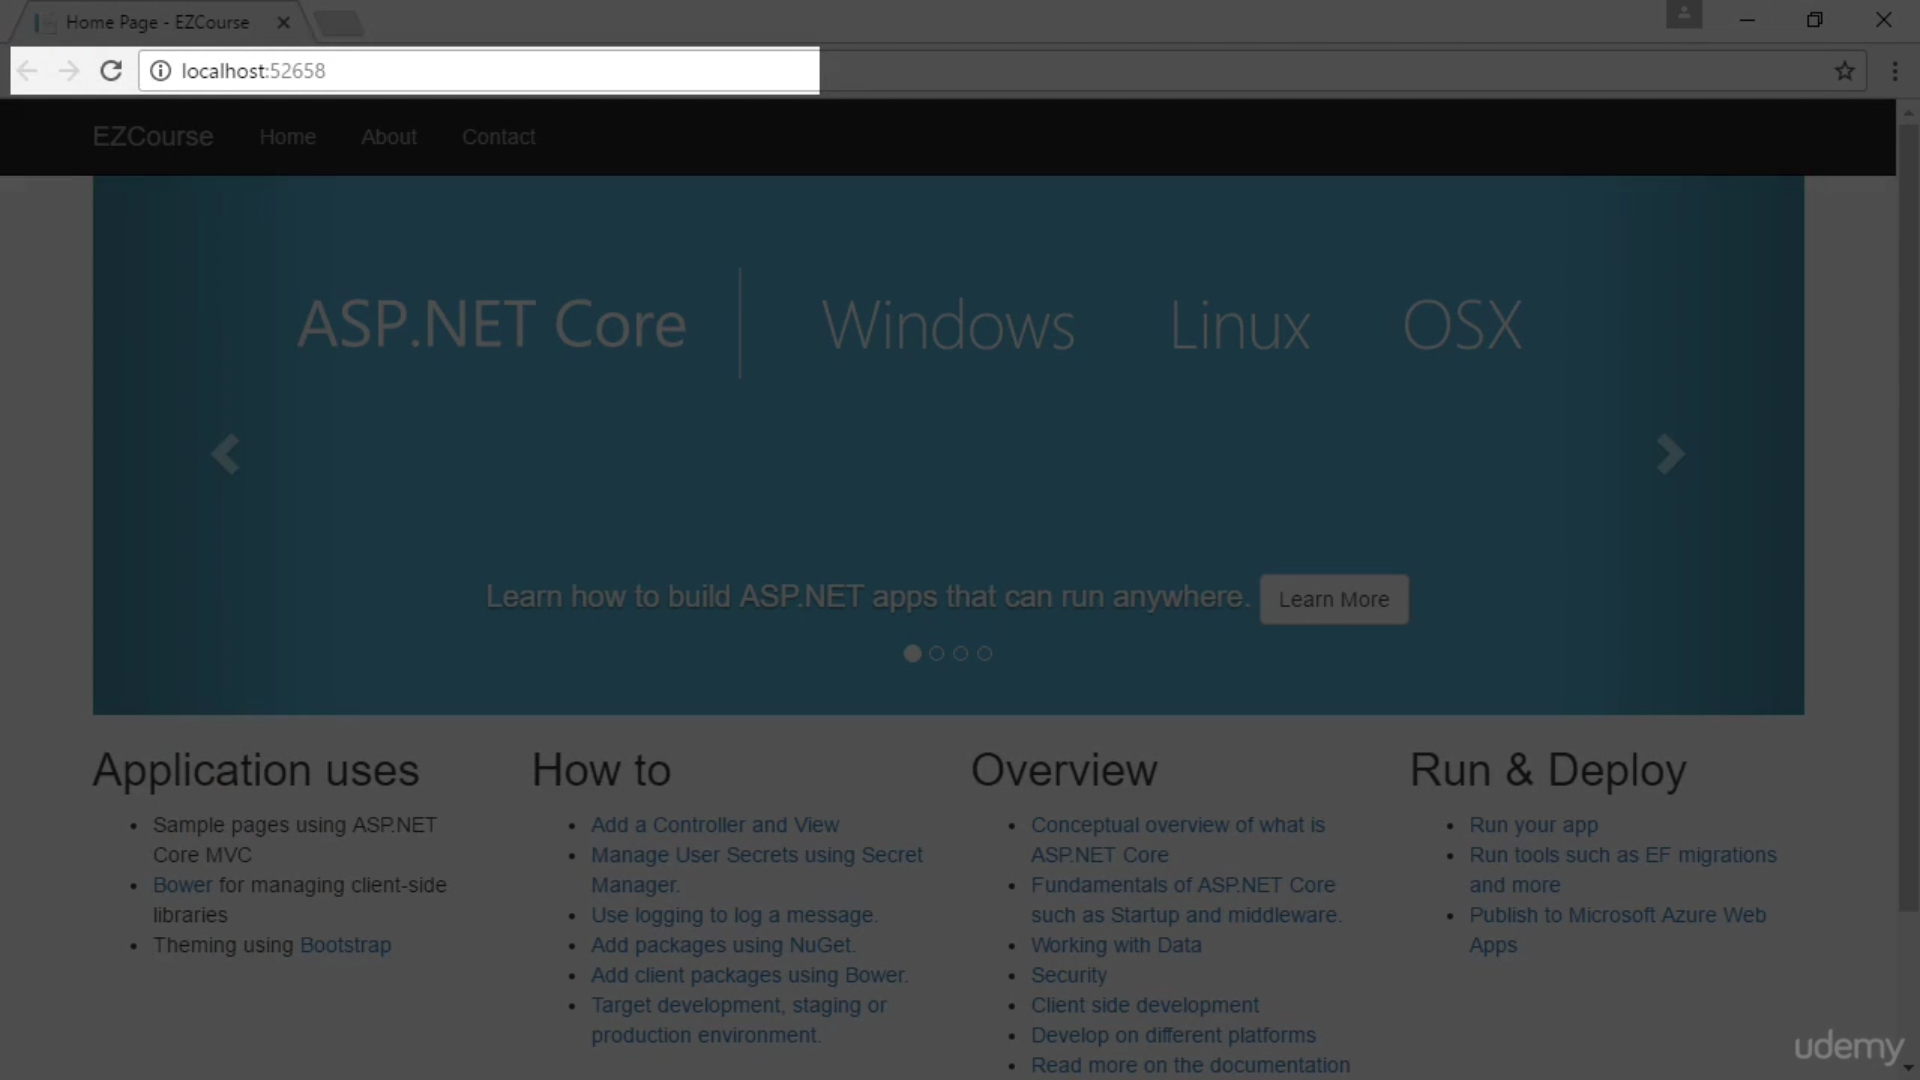 Home Page - EZCourse
localhost:52658
EZCourse Home About Contact
ASP.NET Core Windows Linux OSX
Learn how to build ASP.NET apps that can run anywhere. Learn More
Application uses
Sample pages using ASP.NET
Core MVC
Bower for managing client-side
libraries
Theming using Bootstrap
How to
Add a Controller and View
Manage User Secrets using Secret
Manager.
Use logging to log a message.
Add packages using NuGet.
Add client packages using Bower.
Target development, staging or
production environment.
Overview
Conceptual overview of what is
ASP.NET Core
Fundamentals of ASP.NET Core
such as Startup and middleware.
Working with Data
Security
Client side development
Develop on different platforms
Read more on the documentation
Run & Deploy
Run your app
Run tools such as EF migrations
and more
Publish to Microsoft Azure Web
Apps
udemy